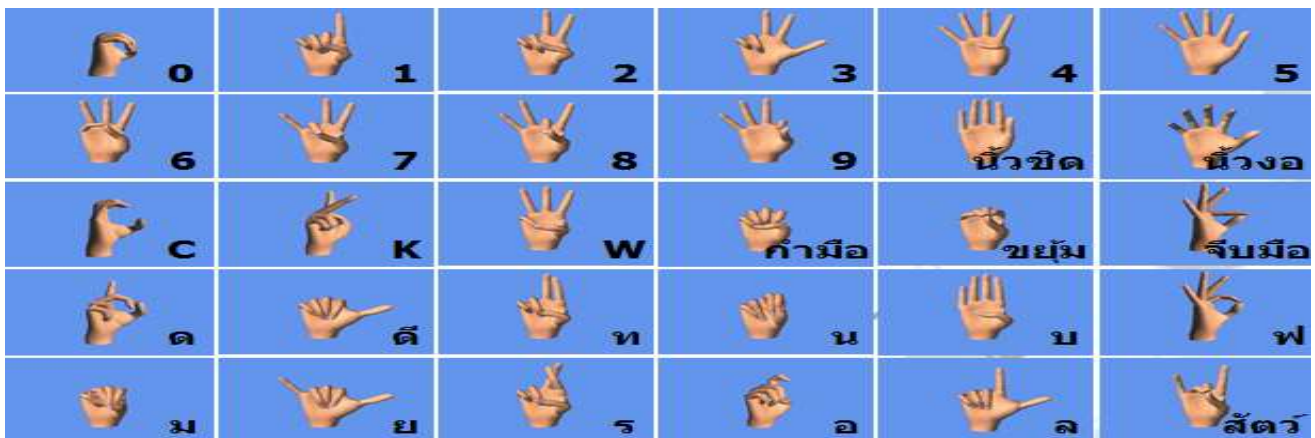 0 1 2 3 4 5
6 7 8 9 นิ้วชิด นิ้วงอ
C K W กำมือ ขยุ้ม จีบมือ
ด ดี ท น บ ฟ
ม ย ร อ ล สัตว์